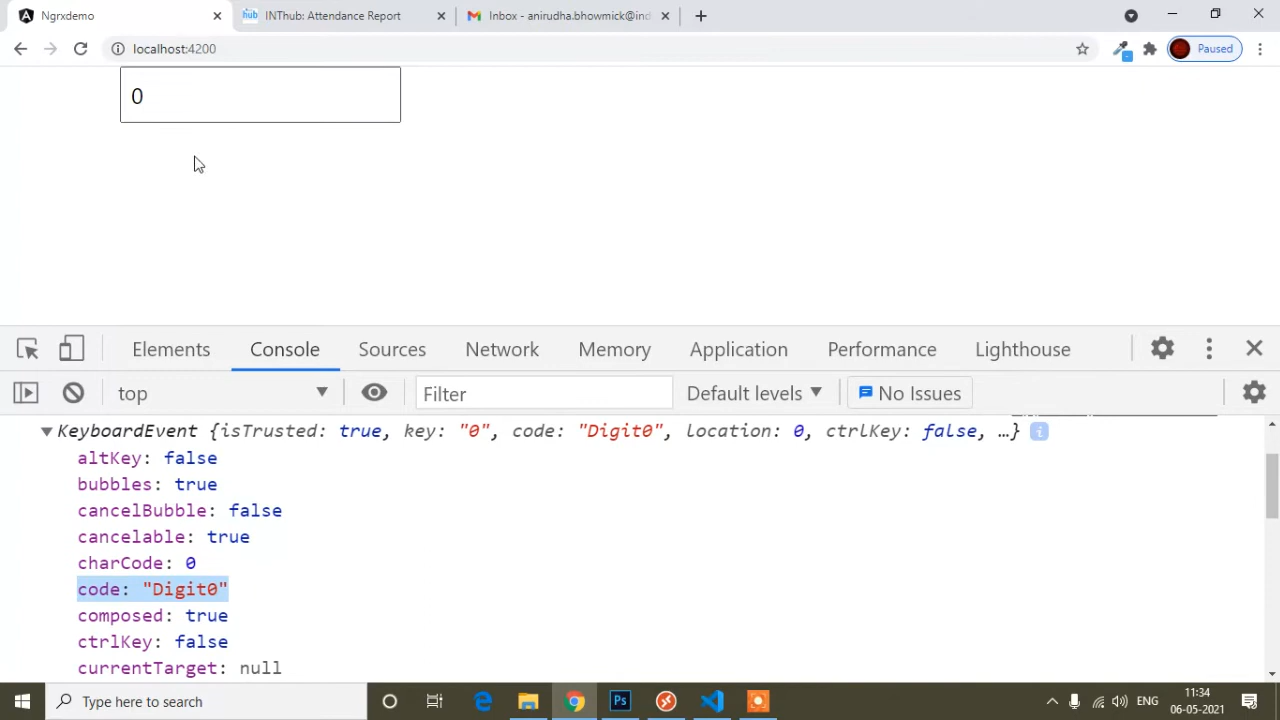 Ngrxdemo
INThub: Attendance Report
Inbox - anirudha.bhowmick@ind
localhost:4200
Paused
0
Elements
Console
Sources
Network
Memory
Application
Performance
Lighthouse
top
Filter
Default levels
No Issues
KeyboardEvent {isTrusted: true, key: "0", code: "Digit0", location: 0, ctrlKey: false, …}
altKey: false
bubbles: true
cancelBubble: false
cancelable: true
charCode: 0
code: "Digit0"
composed: true
ctrlKey: false
currentTarget: null
Type here to search
Ps
ENG
11:34
06-05-2021